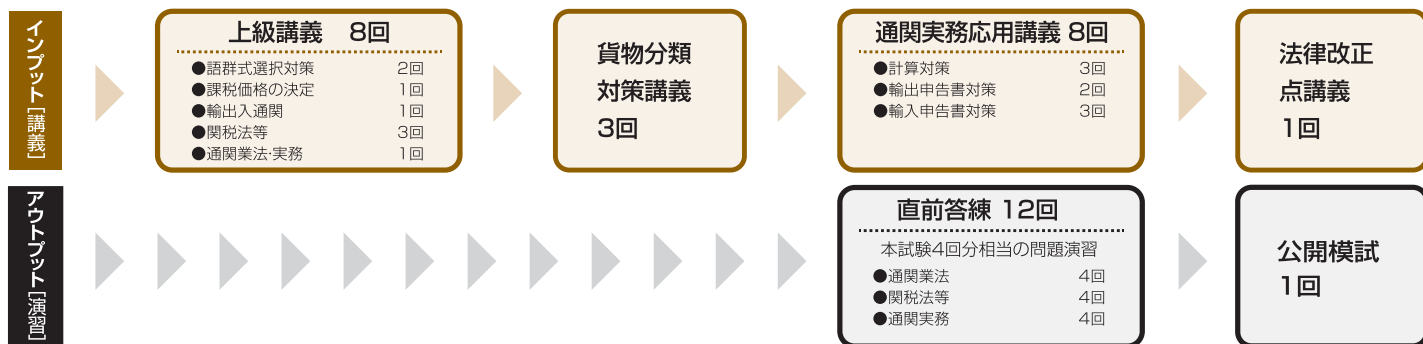 インプット[講義]
上級講義 8回
●語群式選択対策 2回
●課税価格の決定 1回
●輸出入通関 1回
●関税法等 3回
●通関業法・実務 1回
貨物分類
対策講義
3回
通関実務応用講義 8回
●計算対策 3回
●輸出申告書対策 2回
●輸入申告書対策 3回
法律改正
点講義
1回
アウトプット[演習]
直前答練 12回
本試験4回分相当の問題演習
●通関業法 4回
●関税法等 4回
●通関実務 4回
公開模試
1回